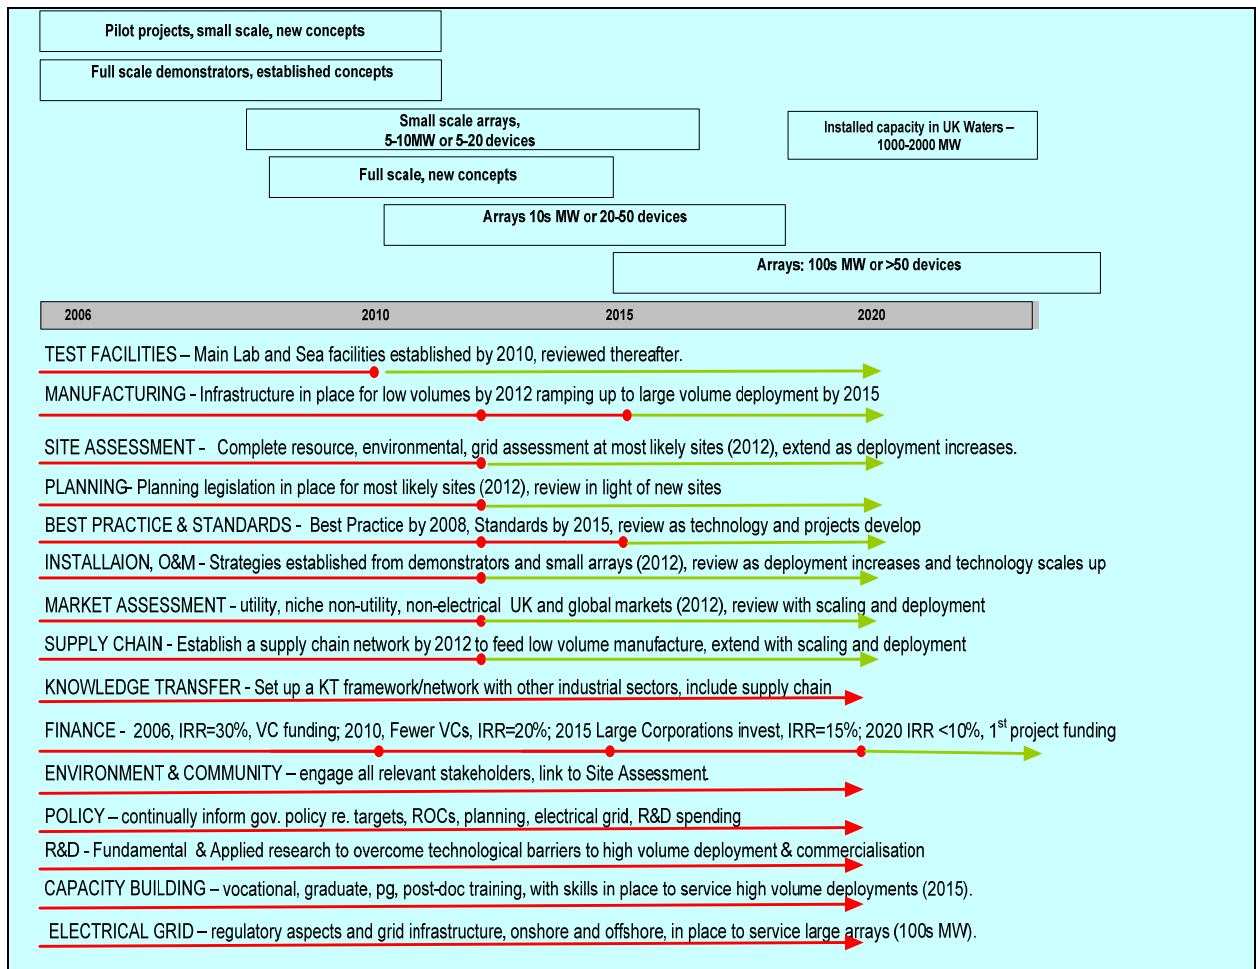 Pilot projects, small scale, new concepts
Full scale demonstrators, established concepts
Small scale arrays,
5-10MW or 5-20 devices
Installed capacity in UK Waters –
1000-2000 MW
Full scale, new concepts
Arrays 10s MW or 20-50 devices
Arrays: 100s MW or >50 devices
2006 2010 2015 2020
TEST FACILITIES – Main Lab and Sea facilities established by 2010, reviewed thereafter.
MANUFACTURING - Infrastructure in place for low volumes by 2012 ramping up to large volume deployment by 2015
SITE ASSESSMENT - Complete resource, environmental, grid assessment at most likely sites (2012), extend as deployment increases.
PLANNING- Planning legislation in place for most likely sites (2012), review in light of new sites
BEST PRACTICE & STANDARDS - Best Practice by 2008, Standards by 2015, review as technology and projects develop
INSTALLAION, O&M - Strategies established from demonstrators and small arrays (2012), review as deployment increases and technology scales up
MARKET ASSESSMENT - utility, niche non-utility, non-electrical UK and global markets (2012), review with scaling and deployment
SUPPLY CHAIN - Establish a supply chain network by 2012 to feed low volume manufacture, extend with scaling and deployment
KNOWLEDGE TRANSFER - Set up a KT framework/network with other industrial sectors, include supply chain
FINANCE - 2006, IRR=30%, VC funding; 2010, Fewer VCs, IRR=20%; 2015 Large Corporations invest, IRR=15%; 2020 IRR <10%, 1st project funding
ENVIRONMENT & COMMUNITY – engage all relevant stakeholders, link to Site Assessment.
POLICY – continually inform gov. policy re. targets, ROCs, planning, electrical grid, R&D spending
R&D - Fundamental & Applied research to overcome technological barriers to high volume deployment & commercialisation
CAPACITY BUILDING – vocational, graduate, pg, post-doc training, with skills in place to service high volume deployments (2015).
ELECTRICAL GRID – regulatory aspects and grid infrastructure, onshore and offshore, in place to service large arrays (100s MW).